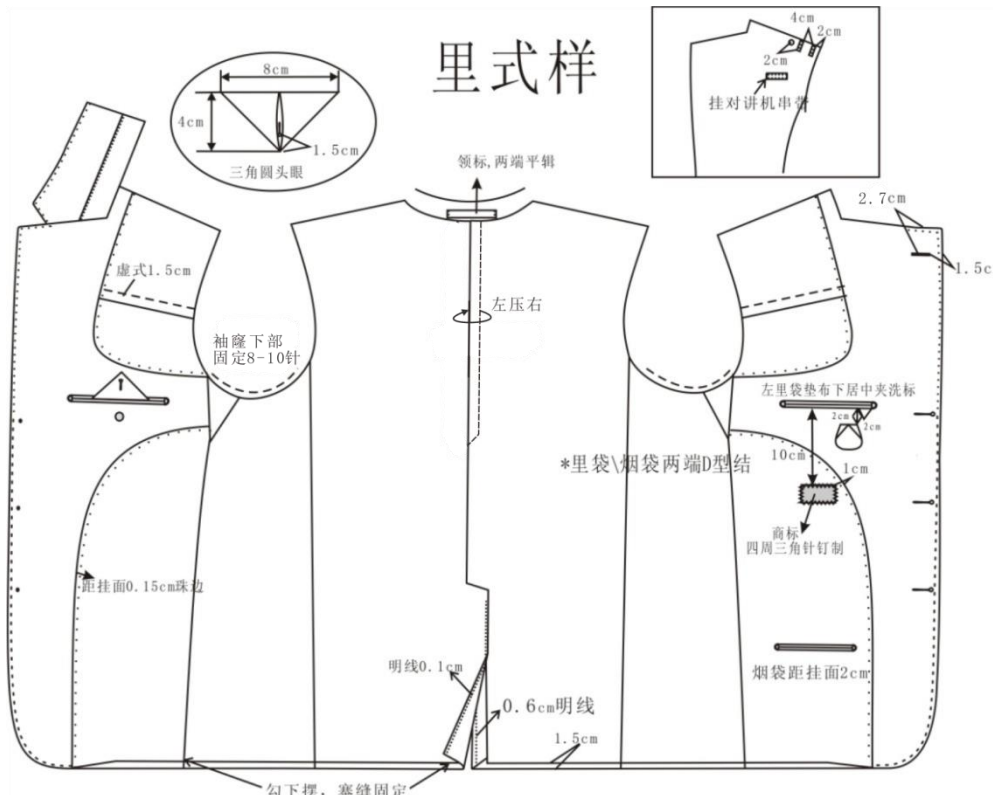 里式样
4cm
2cm
2cm
挂对讲机串带
8cm
4cm
1.5cm
三角圆头眼
领标,两端平辑
2.7cm
1.5c
虚式1.5cm
左压右
袖窿下部
固定8-10针
左里袋垫布下居中夹洗标
2cm
2cm
10cm
*里袋\烟袋两端D型结
1cm
商标
四周三角针钉制
距挂面0.15cm珠边
明线0.1cm
烟袋距挂面2cm
0.6cm明线
1.5cm
勾下摆, 塞缝固定